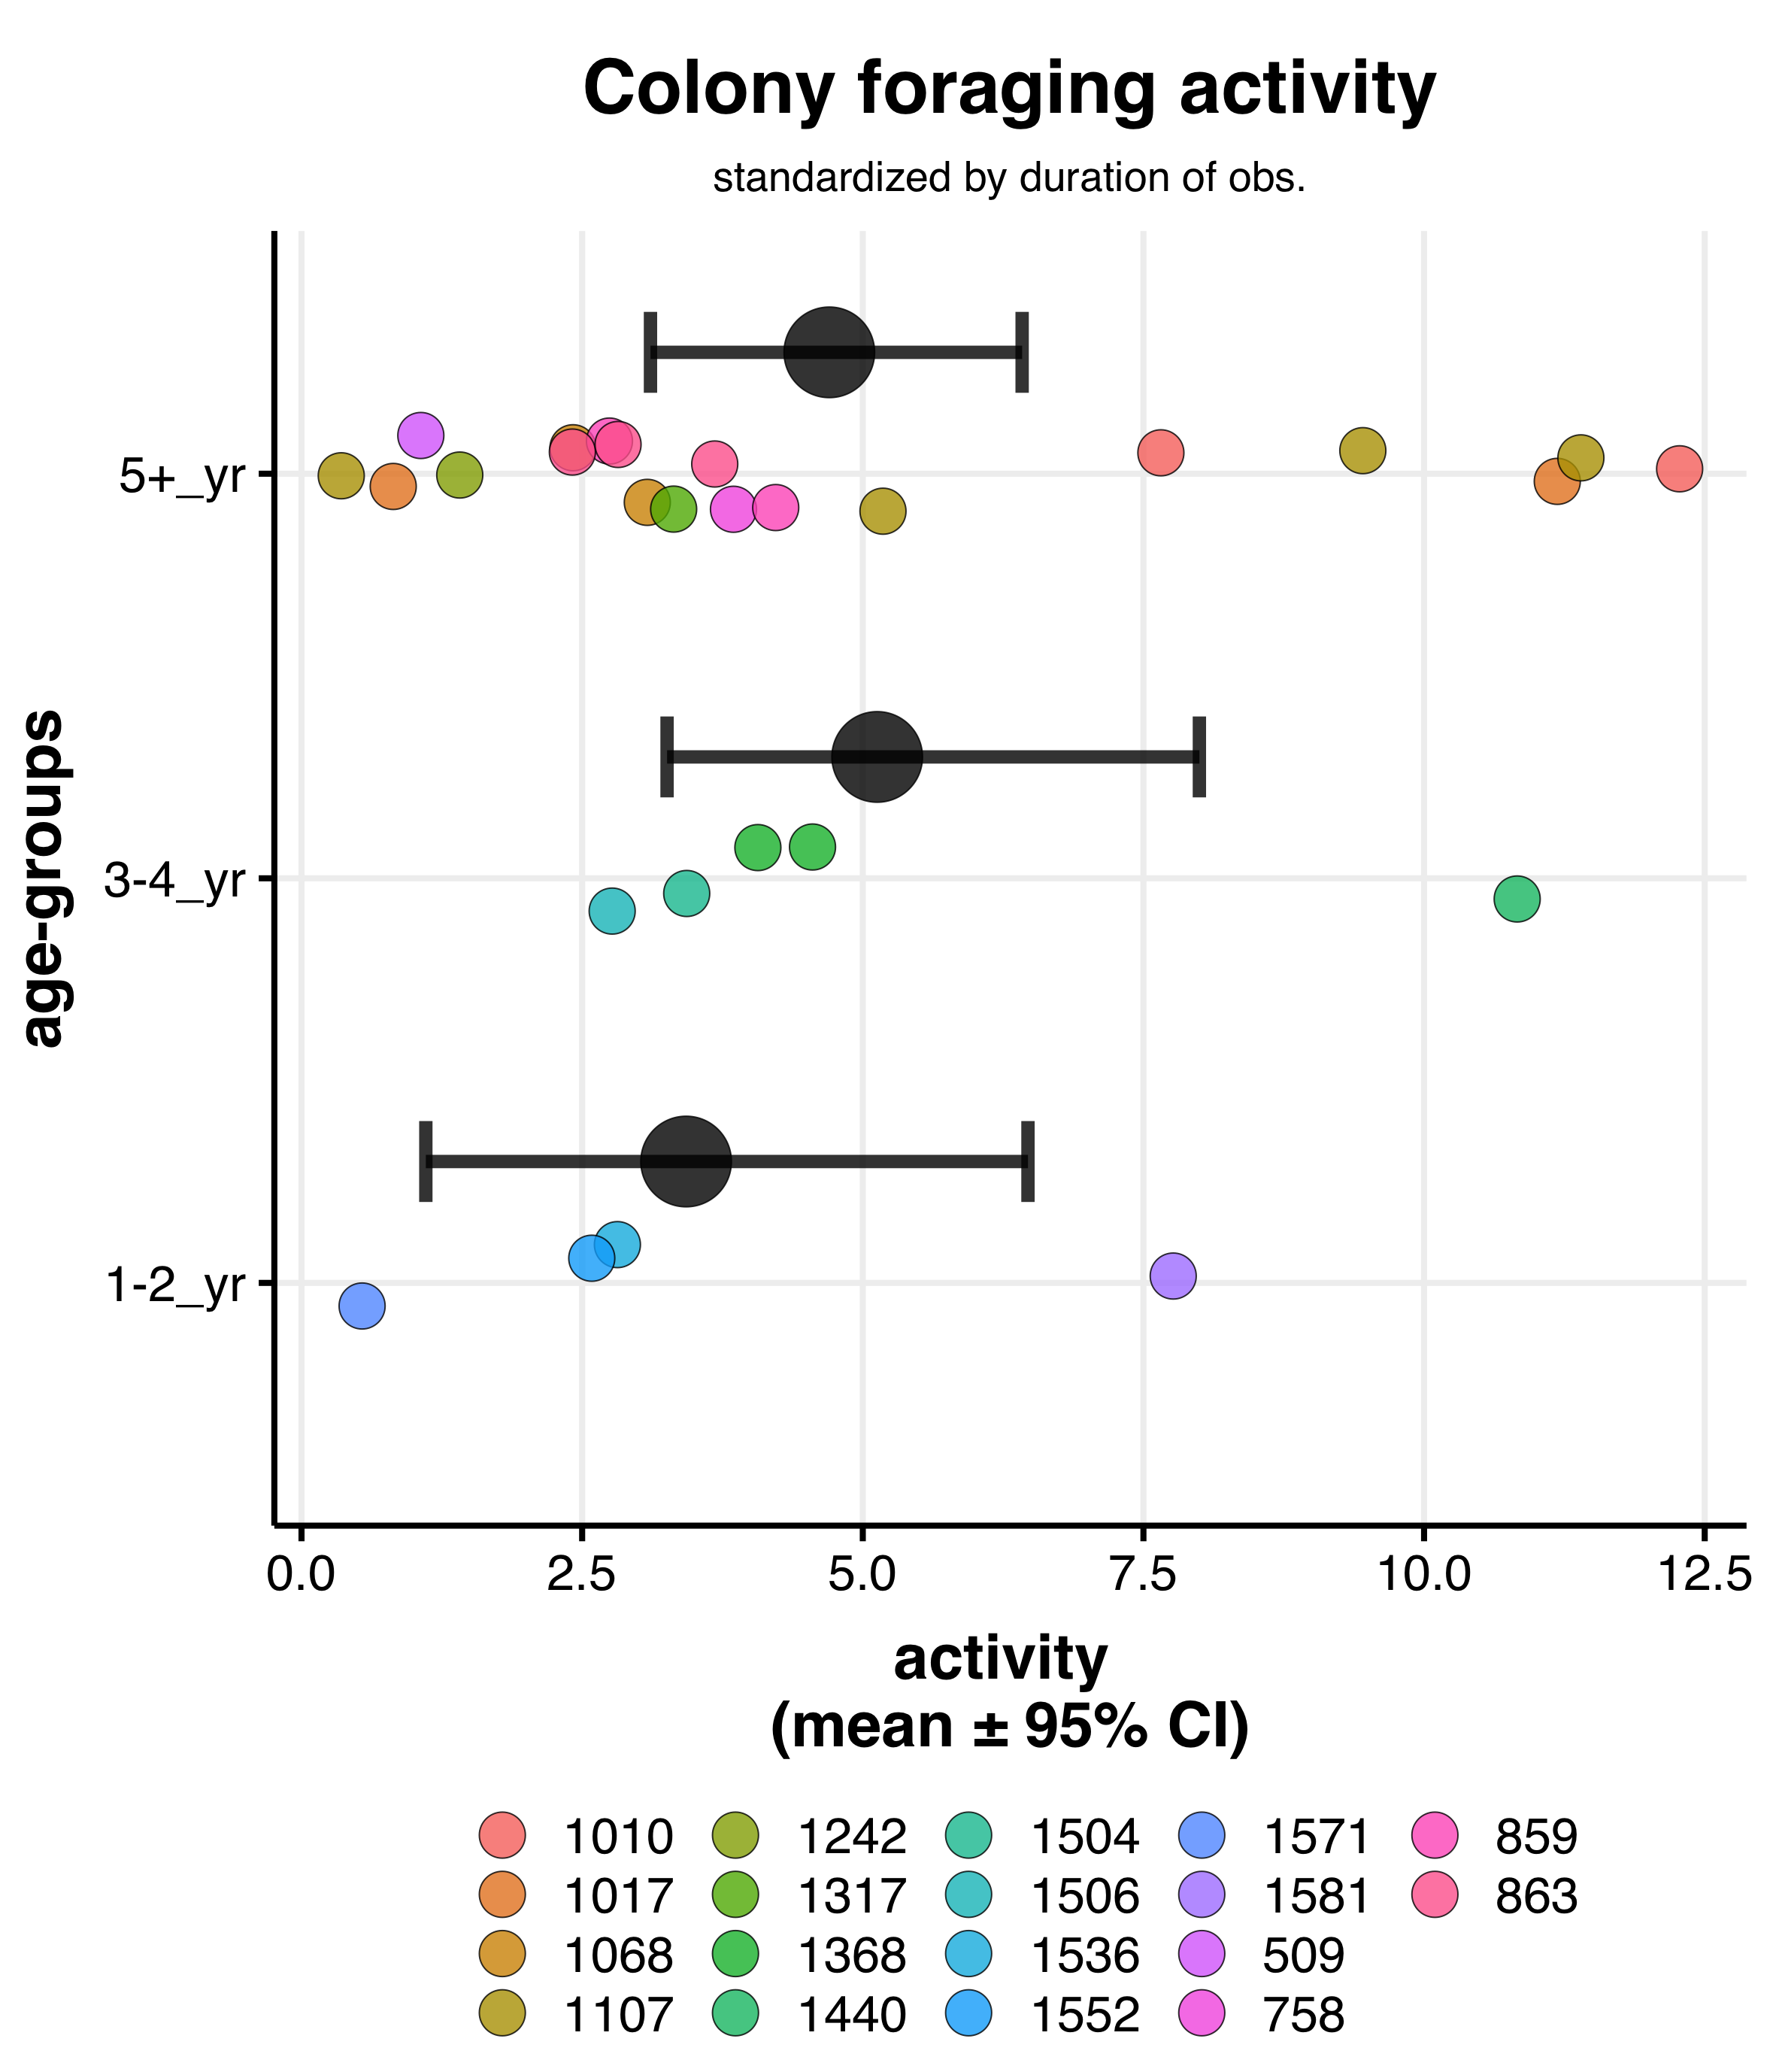 Colony foraging activity
standardized by duration of obs.
age-groups
5+_yr
3-4_yr
1-2_yr
0.0 2.5 5.0 7.5 10.0 12.5
activity
(mean ± 95% CI)
1010 1242 1504 1571 859
1017 1317 1506 1581 863
1068 1368 1536 509
1107 1440 1552 758